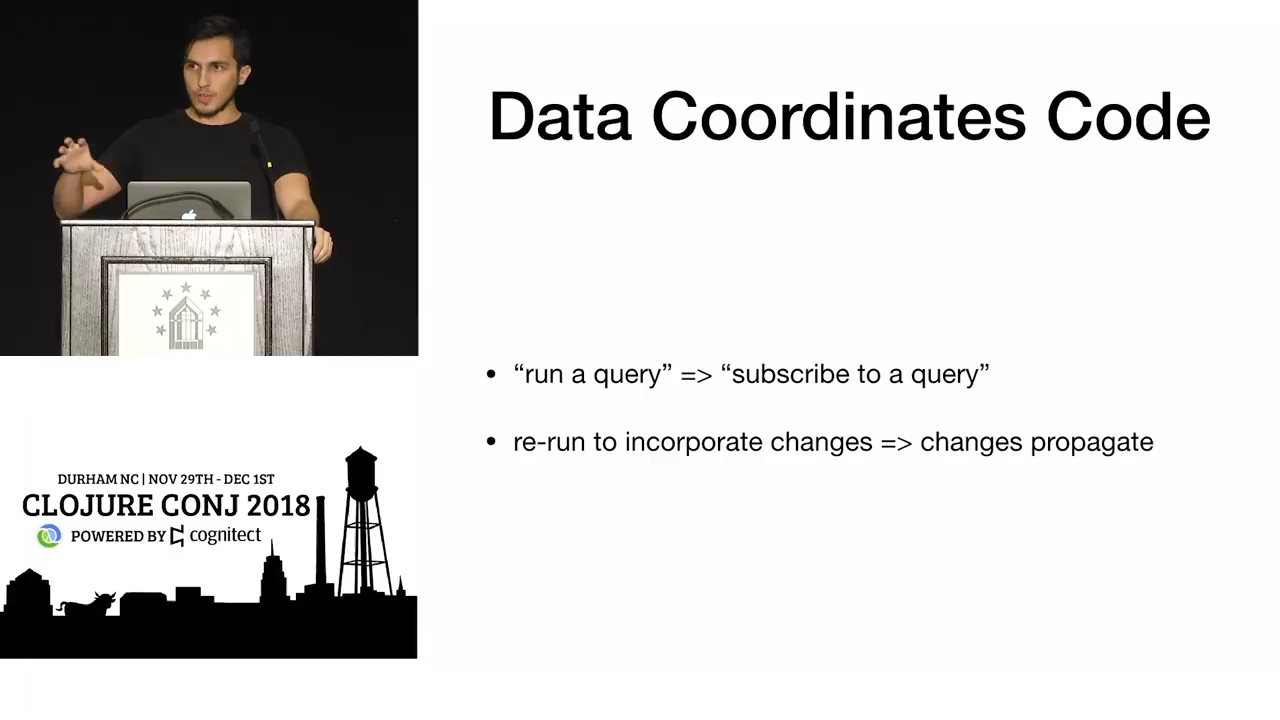 Data Coordinates Code
• “run a query” => “subscribe to a query”
• re-run to incorporate changes => changes propagate
DURHAM NC | NOV 29TH - DEC 1ST
CLOJURE CONJ 2018
POWERED BY cognitect